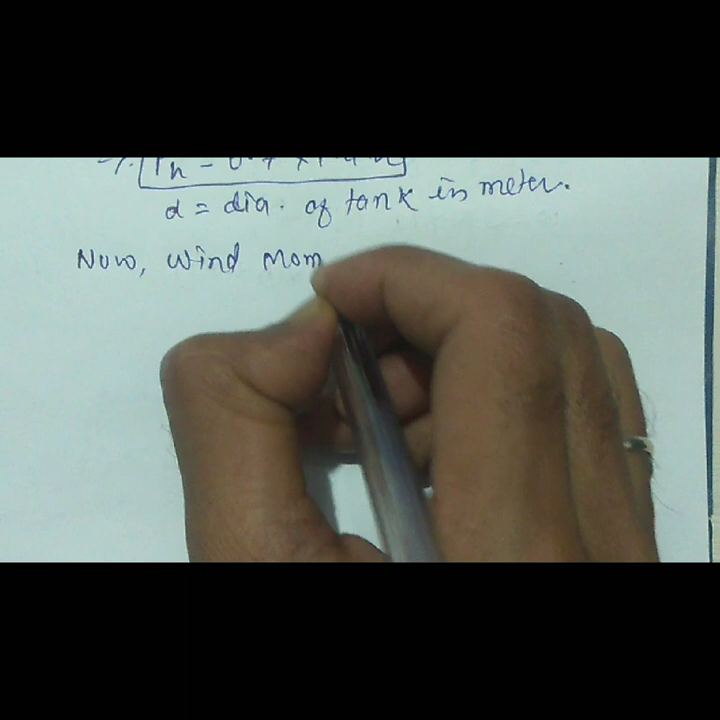 d = dia. of tank in meter.
Now, Wind Mom